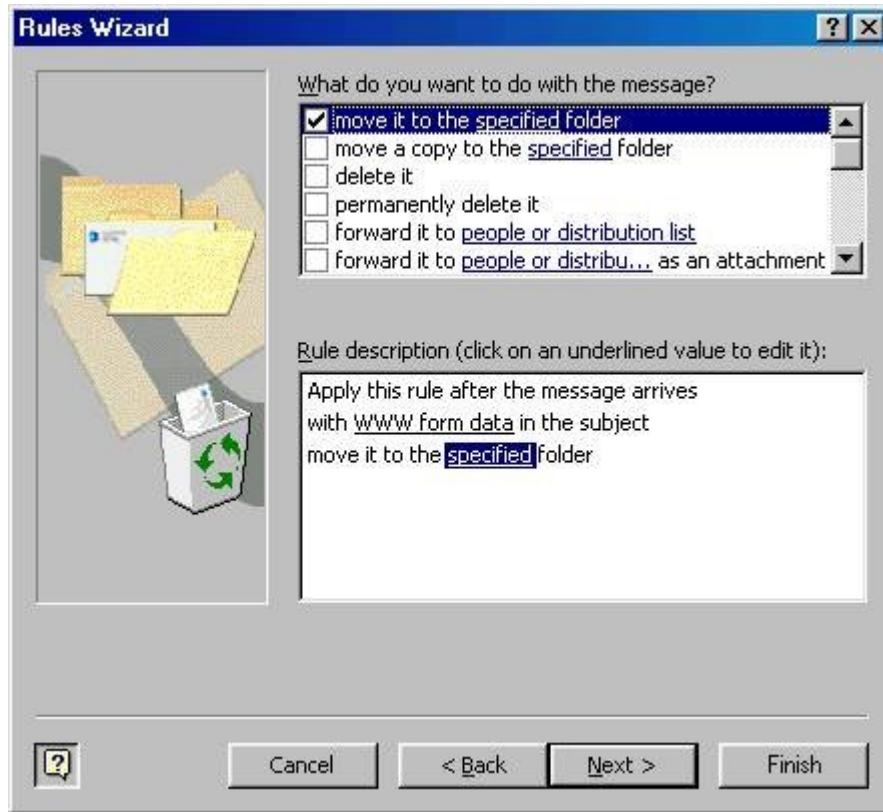 Rules Wizard
What do you want to do with the message?
move it to the specified folder
move a copy to the specified folder
delete it
permanently delete it
forward it to people or distribution list
forward it to people or distribu... as an attachment
Rule description (click on an underlined value to edit it):
Apply this rule after the message arrives
with WWW form data in the subject
move it to the specified folder
Cancel
< Back
Next >
Finish